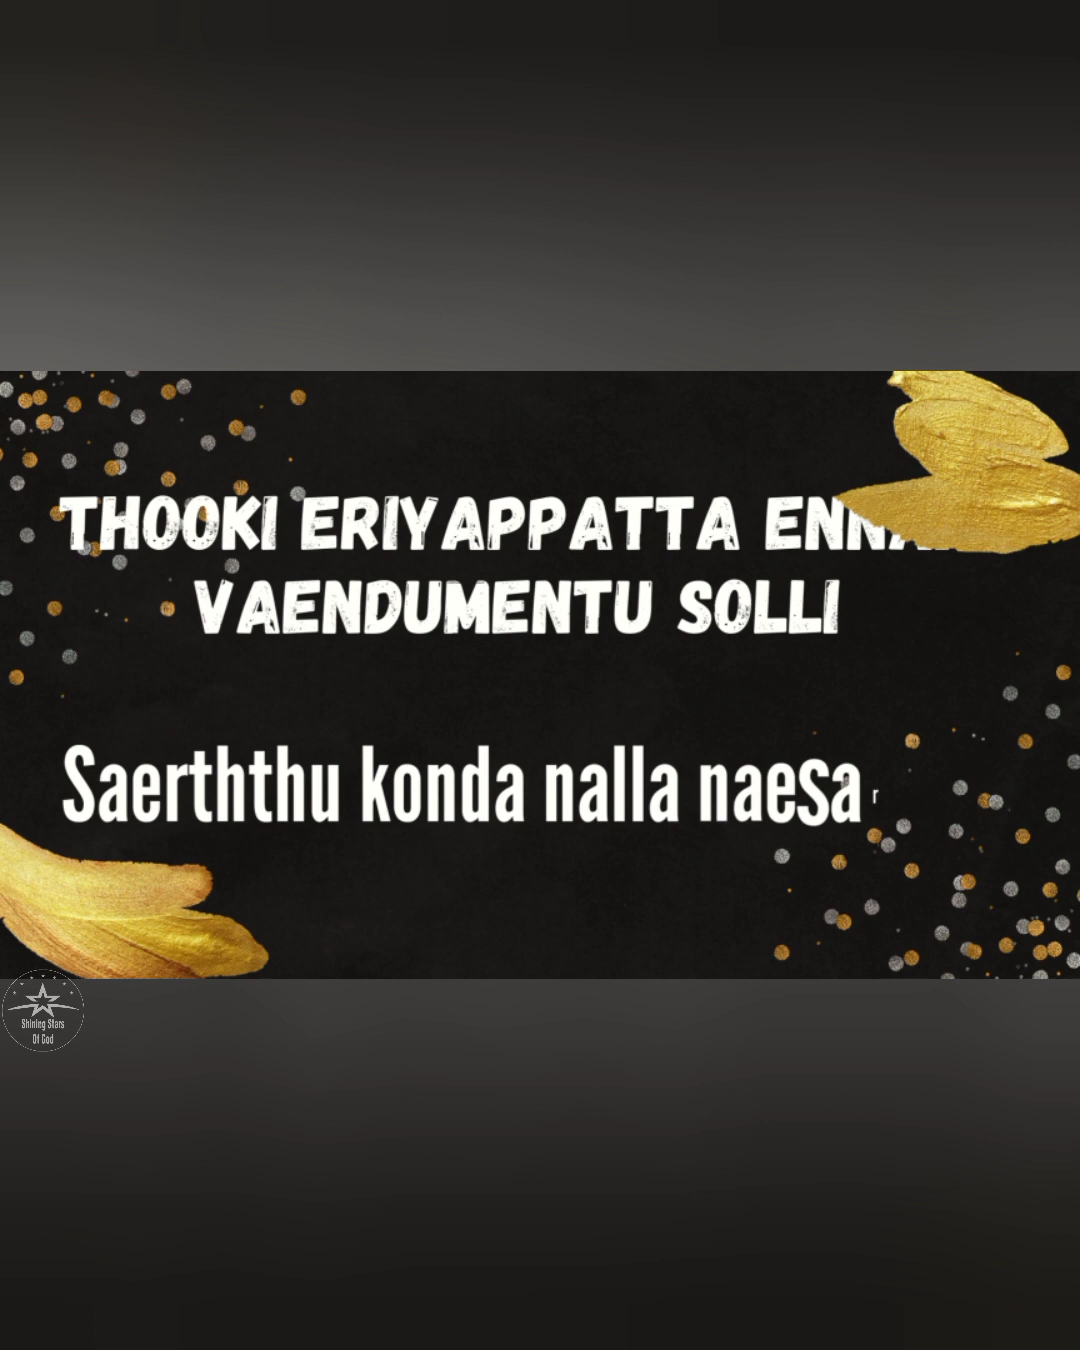 THOOKI ERIYAPPATTA
VAENDUMENTU SOLLI
Saerththu konda nalla naesa r
Shining Stars
Of God